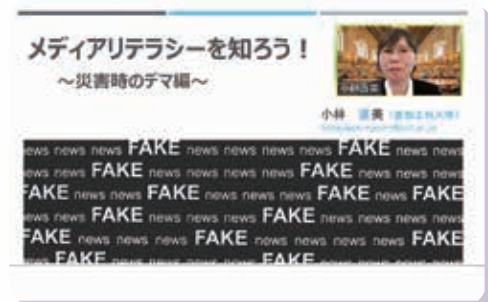 メディアリテラシーを知ろう!
〜災害時のデマ編〜
小林
美
news news FAKE news news news news FAKE news news
news news FAKE news news news news FAKE news
FAKE news news news FAKE news news news FAKE
news FAKE news news news FAKE news news
FAKE news news news FAKE news news news FAKE
news FAKE news news news FAKE news news